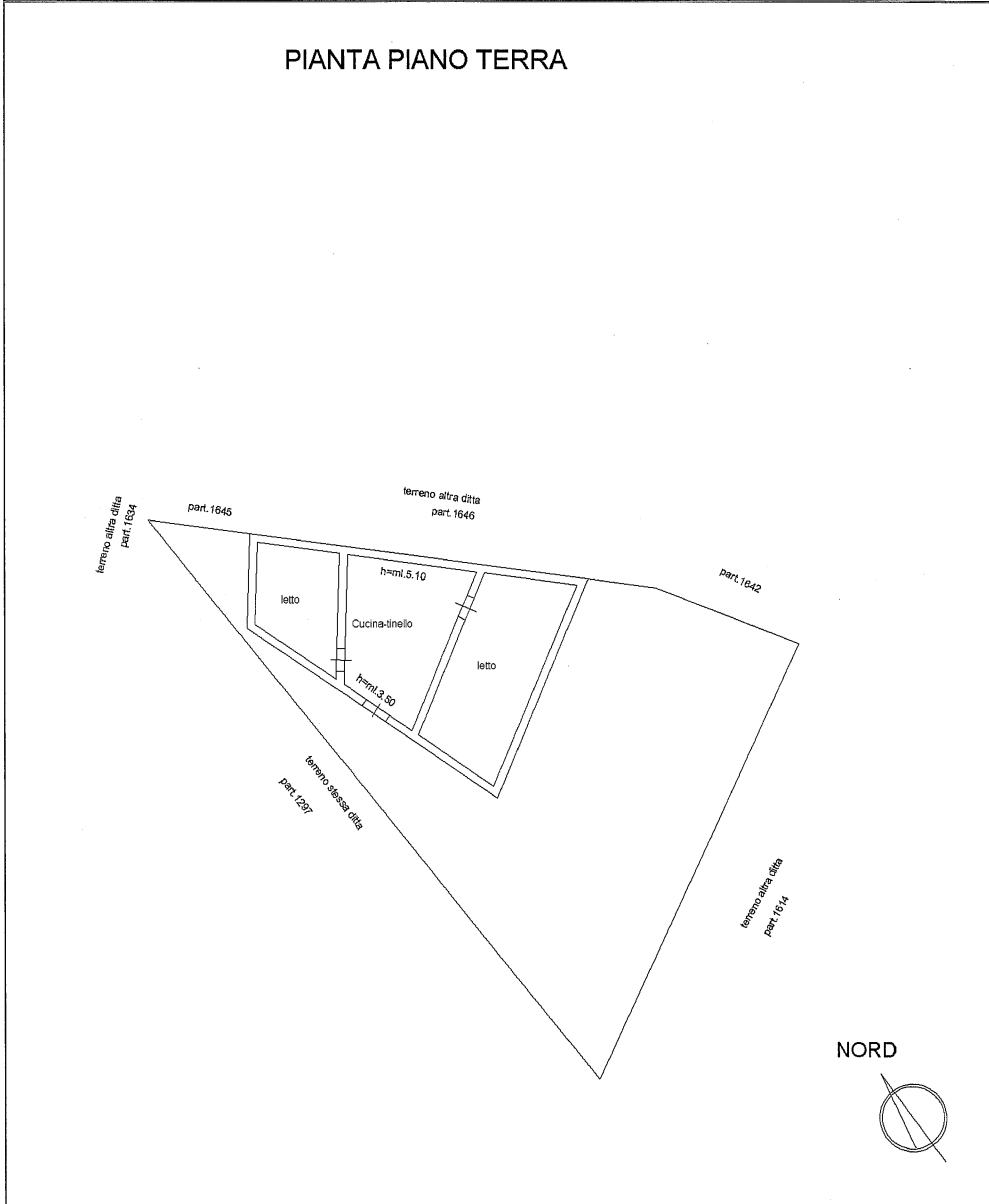 PIANTA PIANO TERRA
terreno altra ditta
part.1634
part.1645
terreno altra ditta
part.1646
part.1642
h=ml.5.10
letto
Cucina-tinello
letto
h=ml.3.50
terreno stessa ditta
part.1297
terreno altra ditta
part.1614
NORD